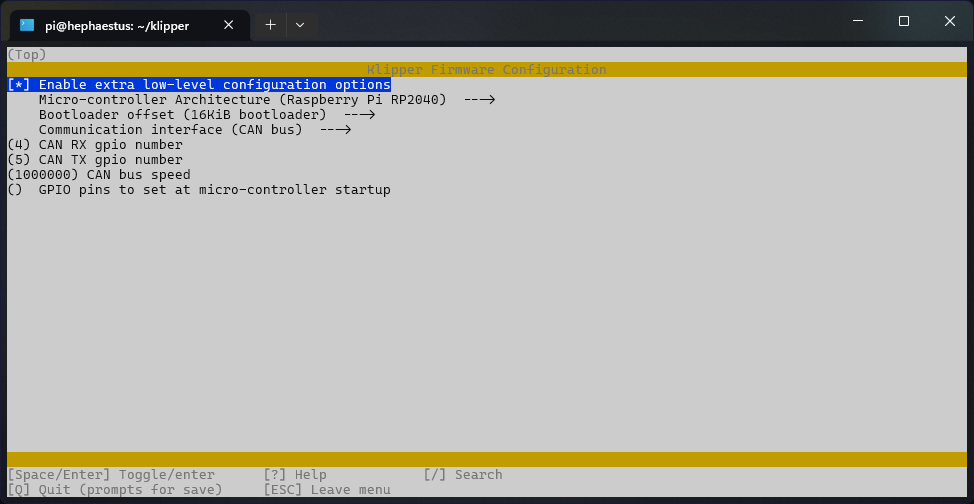 pi@hephaestus: ~/klipper
(Top)
Klipper Firmware Configuration
[*] Enable extra low-level configuration options
Micro-controller Architecture (Raspberry Pi RP2040)  --->
Bootloader offset (16KiB bootloader)  --->
Communication interface (CAN bus)  --->
(4) CAN RX gpio number
(5) CAN TX gpio number
(1000000) CAN bus speed
()  GPIO pins to set at micro-controller startup
[Space/Enter] Toggle/enter      [?] Help            [/] Search
[Q] Quit (prompts for save)     [ESC] Leave menu